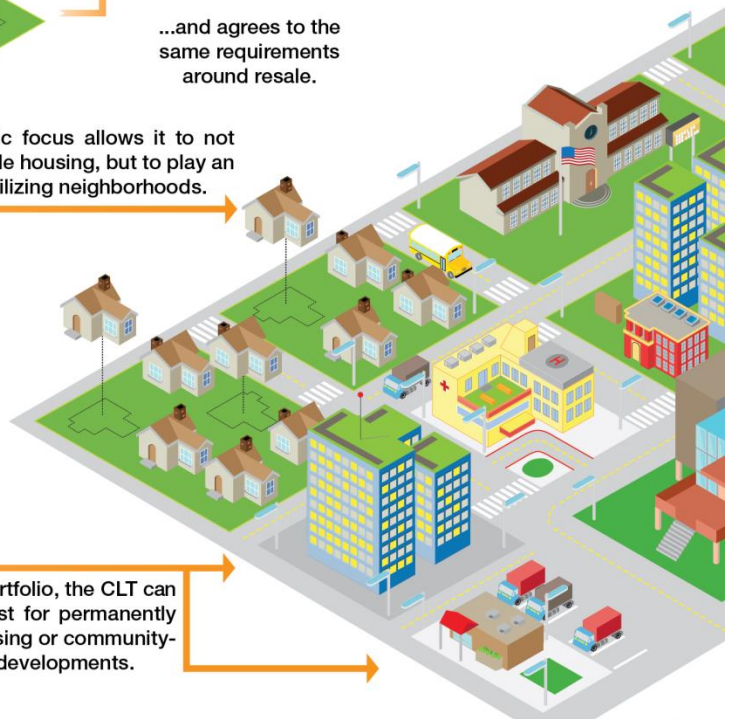 ...and agrees to the
same requirements
around resale.
ic focus allows it to not
le housing, but to play an
ilizing neighborhoods.
rtfolio, the CLT can
st for permanently
sing or community-
developments.
H